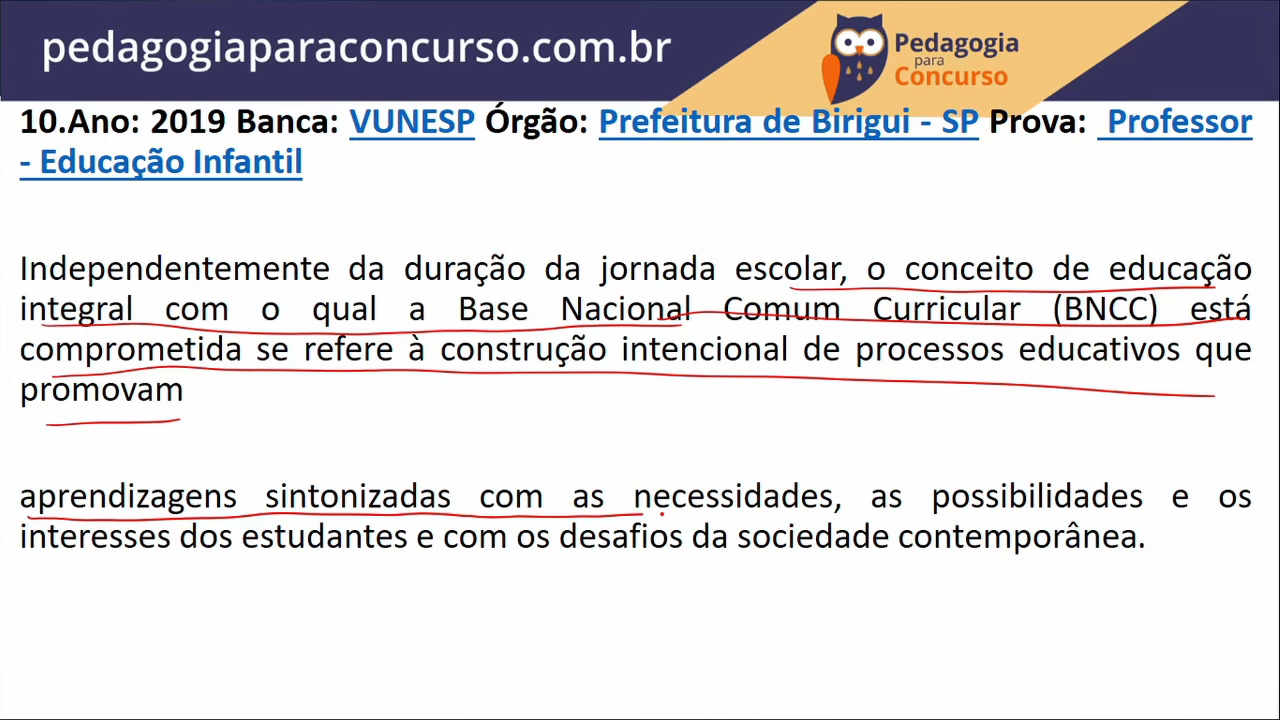 pedagogiaparaconcurso.com.br
Pedagogia
para
Concurso
10.Ano: 2019 Banca: VUNESP Órgão: Prefeitura de Birigui - SP Prova: Professor
- Educação Infantil
Independentemente da duração da jornada escolar, o conceito de educação
integral com o qual a Base Nacional Comum Curricular (BNCC) está
comprometida se refere à construção intencional de processos educativos que
promovam
aprendizagens sintonizadas com as necessidades, as possibilidades e os
interesses dos estudantes e com os desafios da sociedade contemporânea.